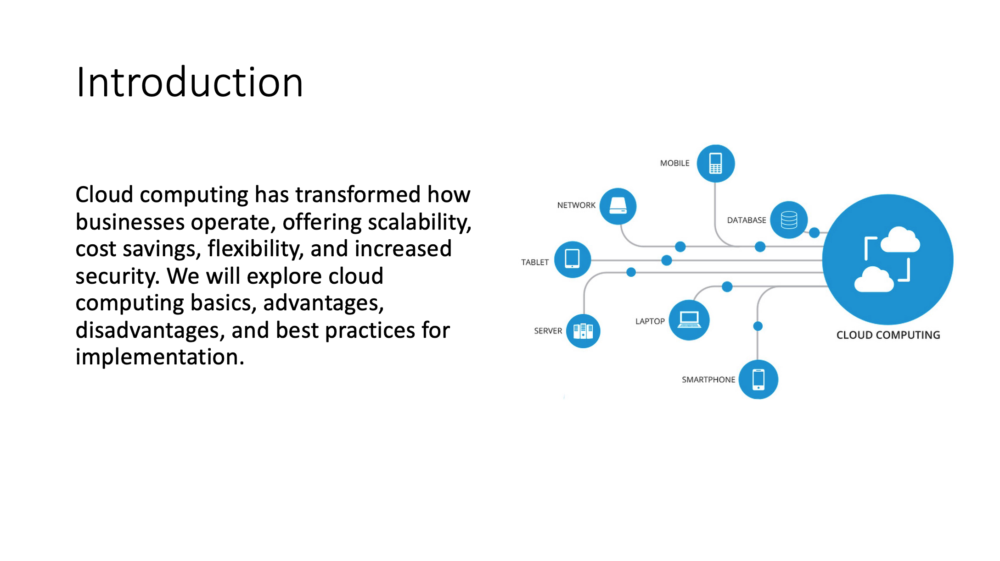 Introduction
Cloud computing has transformed how
businesses operate, offering scalability,
cost savings, flexibility, and increased
security. We will explore cloud
computing basics, advantages,
disadvantages, and best practices for
implementation.
MOBILE
NETWORK
DATABASE
TABLET
LAPTOP
SERVER
CLOUD COMPUTING
SMARTPHONE